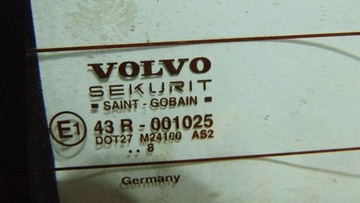 VOLVO
SEKURIT
SAINT - GOBAIN
E1 43 R - 001025
DOT27 M24100 AS2
.. 8
Germany